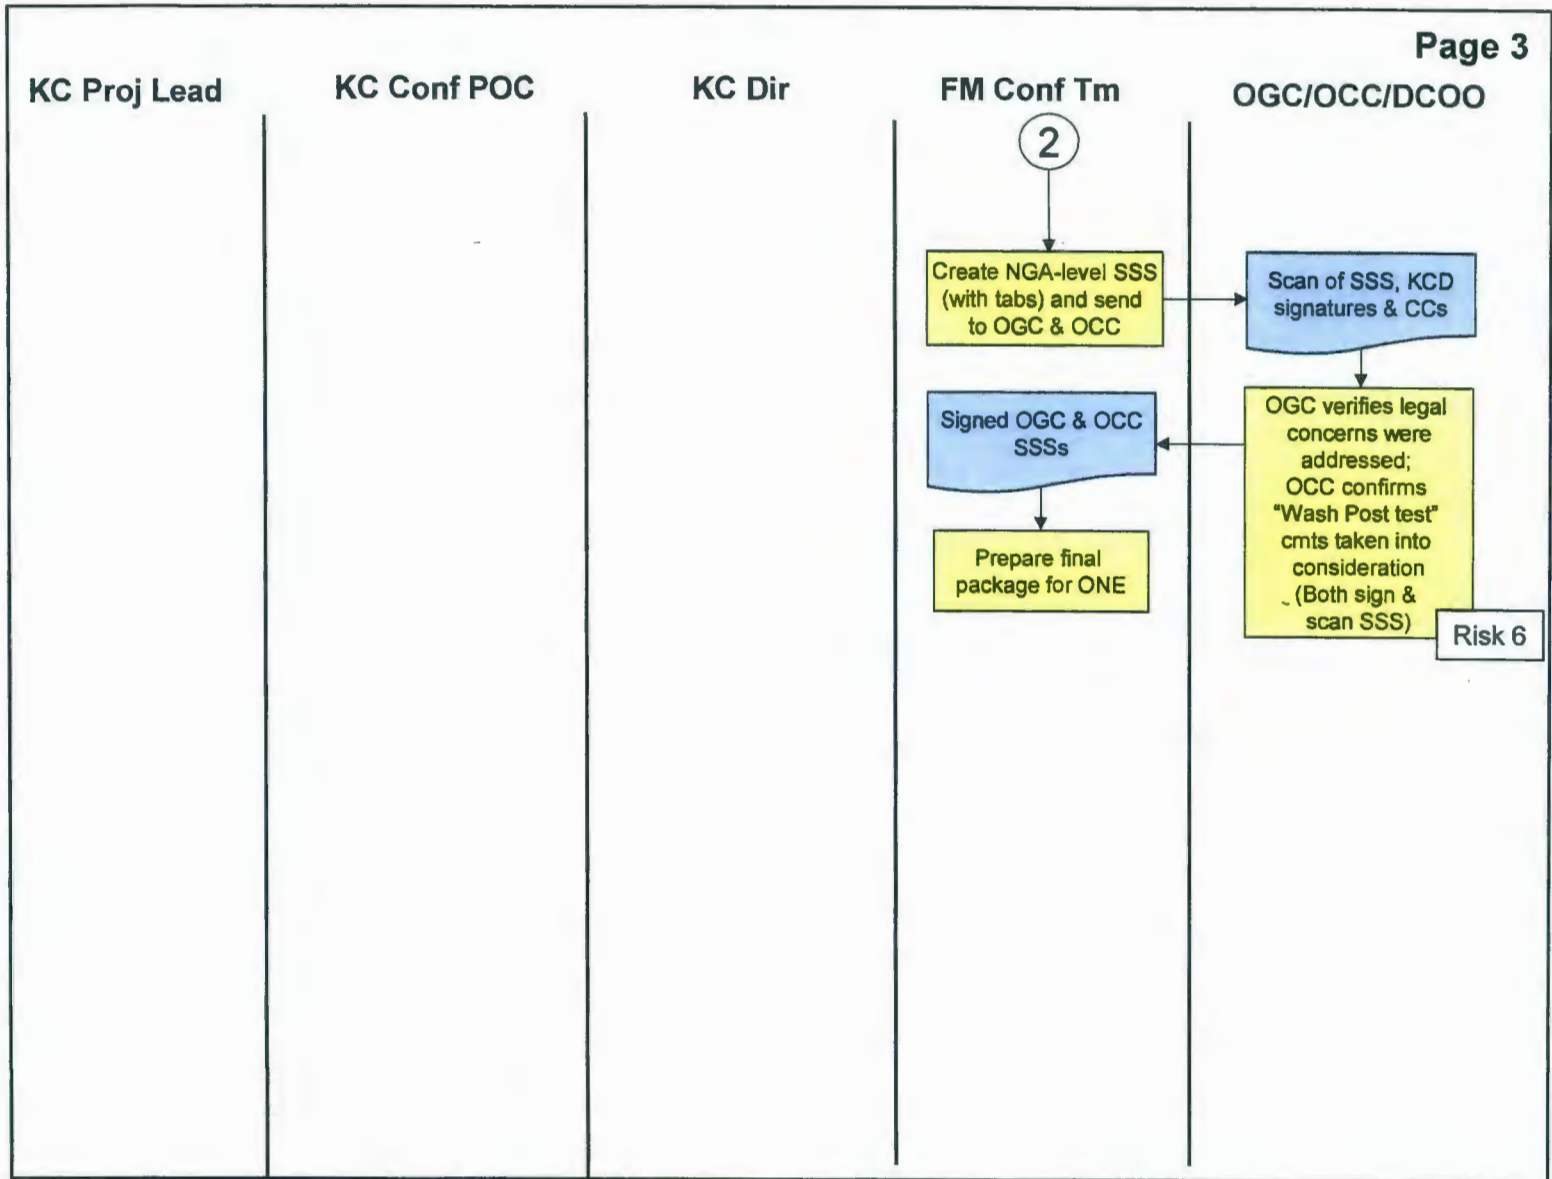 Page 3
KC Proj Lead
KC Conf POC
KC Dir
FM Conf Tm
OGC/OCC/DCOO
2
Create NGA-level SSS
(with tabs) and send
to OGC & OCC
Scan of SSS, KCD
signatures & CCs
OGC verifies legal
concerns were
addressed;
OCC confirms
"Wash Post test"
cmts taken into
consideration
(Both sign &
scan SSS)
Risk 6
Signed OGC & OCC
SSSs
Prepare final
package for ONE